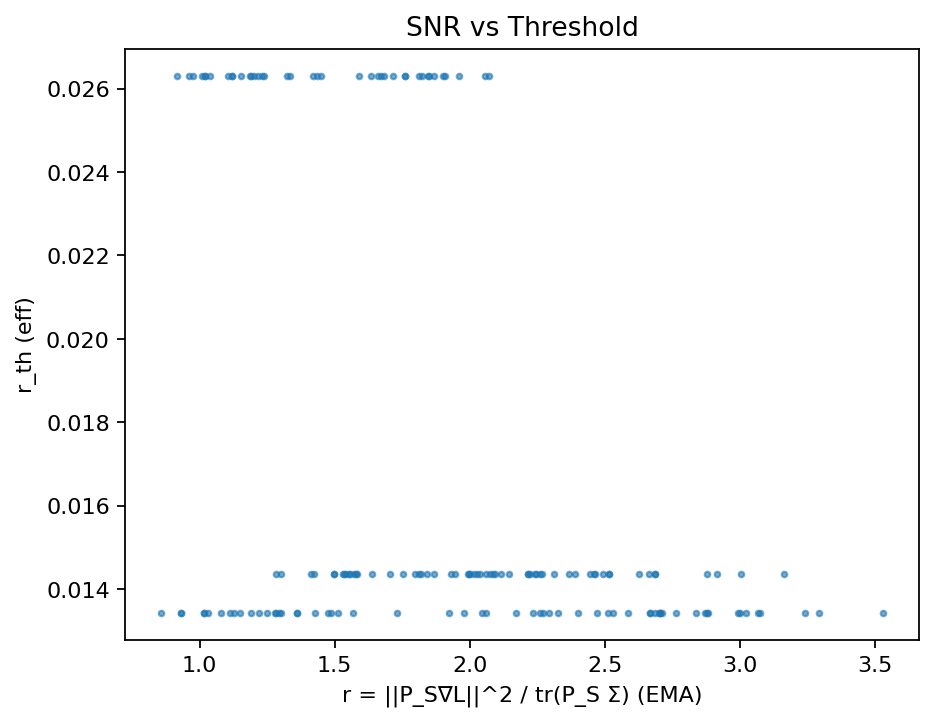 SNR vs Threshold
r_th (eff)
0.026
0.024
0.022
0.020
0.018
0.016
0.014
1.0 1.5 2.0 2.5 3.0 3.5
r = ||P_S∇L||^2 / tr(P_S Σ) (EMA)